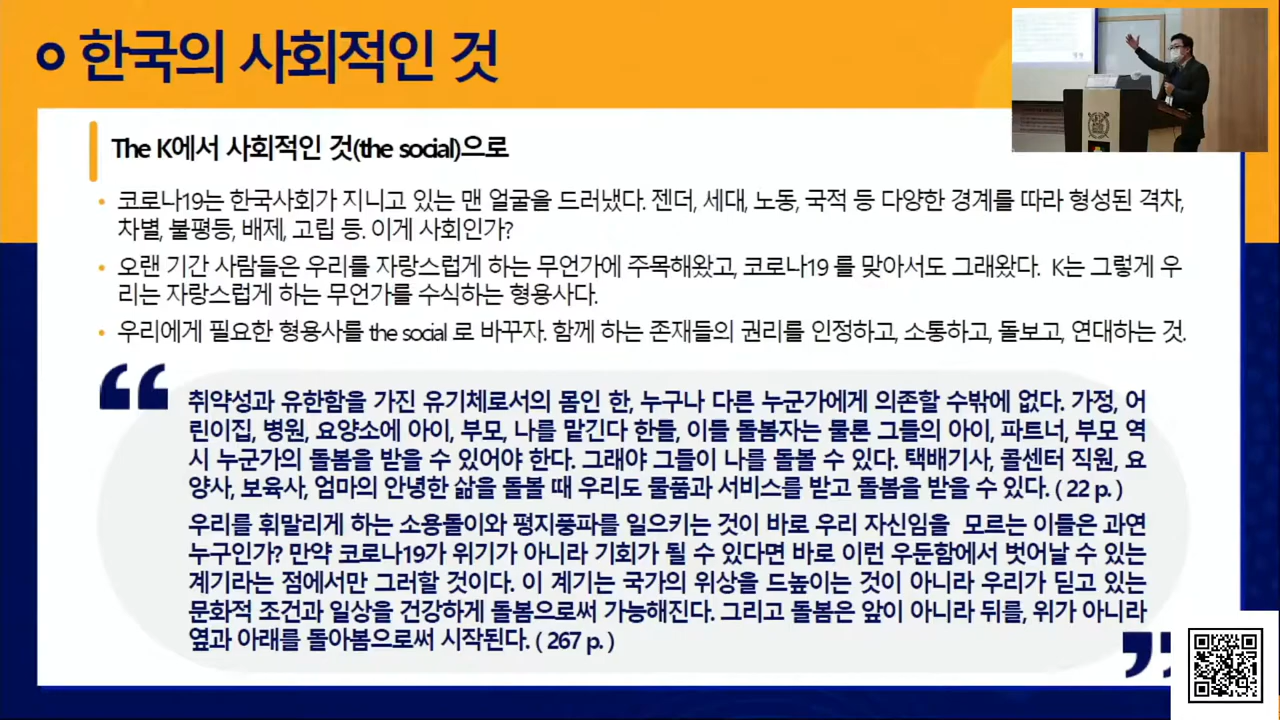 한국의 사회적인 것
The K에서 사회적인 것(the social)으로
• 코로나19는 한국사회가 지니고 있는 맨 얼굴을 드러냈다. 젠더, 세대, 노동, 국적 등 다양한 경계를 따라 형성된 격차,
차별, 불평등, 배제, 고립 등. 이게 사회인가?
• 오랜 기간 사람들은 우리를 자랑스럽게 하는 무언가에 주목해왔고, 코로나19 를 맞아서도 그래왔다. K는 그렇게 우
리는 자랑스럽게 하는 무언가를 수식하는 형용사다.
• 우리에게 필요한 형용사를 the social 로 바꾸자. 함께 하는 존재들의 권리를 인정하고, 소통하고, 돌보고, 연대하는 것.
“
취약성과 유한함을 가진 유기체로서의 몸인 한, 누구나 다른 누군가에게 의존할 수밖에 없다. 가정, 어
린이집, 병원, 요양소에 아이, 부모, 나를 맡긴다 한들, 이들 돌봄자는 물론 그들의 아이, 파트너, 부모 역
시 누군가의 돌봄을 받을 수 있어야 한다. 그래야 그들이 나를 돌볼 수 있다. 택배기사, 콜센터 직원, 요
양사, 보육사, 엄마의 안녕한 삶을 돌볼 때 우리도 물품과 서비스를 받고 돌봄을 받을 수 있다. ( 22 p. )
우리를 휘말리게 하는 소용돌이와 평지풍파를 일으키는 것이 바로 우리 자신임을 모르는 이들은 과연
누구인가? 만약 코로나19가 위기가 아니라 기회가 될 수 있다면 바로 이런 우둔함에서 벗어날 수 있는
계기라는 점에서만 그러할 것이다. 이 계기는 국가의 위상을 드높이는 것이 아니라 우리가 딛고 있는
문화적 조건과 일상을 건강하게 돌봄으로써 가능해진다. 그리고 돌봄은 앞이 아니라 뒤를, 위가 아니라
옆과 아래를 돌아봄으로써 시작된다. ( 267 p. )
”